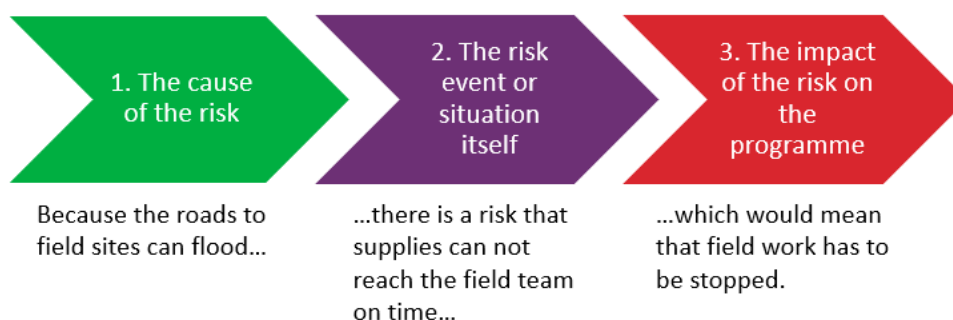 1. The cause
of the risk
2. The risk
event or
situation
itself
3. The impact
of the risk on
the
programme
Because the roads to
field sites can flood…
…there is a risk that
supplies can not
reach the field team
on time…
…which would mean
that field work has to
be stopped.